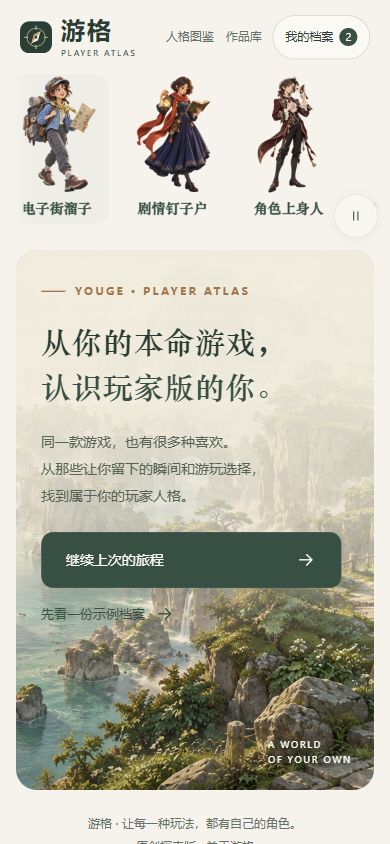 游格
PLAYER ATLAS
人格图鉴 作品库 我的档案 2
电子街溜子 剧情钉子户 角色上身人
YOUGE • PLAYER ATLAS
从你的本命游戏，
认识玩家版的你。
同一款游戏，也有很多种喜欢。
从那些让你留下的瞬间和游玩选择，
找到属于你的玩家人格。
继续上次的旅程
先看一份示例档案
A WORLD
OF YOUR OWN
游格 · 让每一种玩法，都有自己的角色。